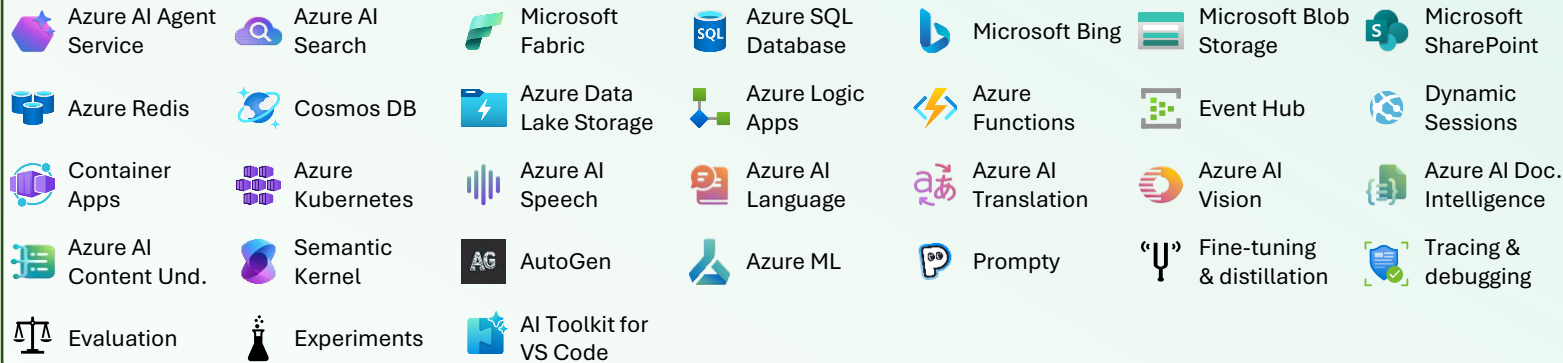 Azure AI Agent
Service
Azure AI
Search
Microsoft
Fabric
SQL
Azure SQL
Database
Microsoft Bing
Microsoft Blob
Storage
S
Microsoft
SharePoint
Azure Redis
Cosmos DB
Azure Data
Lake Storage
Azure Logic
Apps
Azure
Functions
Event Hub
Dynamic
Sessions
Container
Apps
Azure
Kubernetes
Azure AI
Speech
Azure AI
Language
aあ
Azure AI
Translation
Azure AI
Vision
{≡}
Azure AI Doc.
Intelligence
Azure AI
Content Und.
Semantic
Kernel
AG
AutoGen
Azure ML
P
Prompty
Fine-tuning
& distillation
Tracing &
debugging
Evaluation
Experiments
AI Toolkit for
VS Code